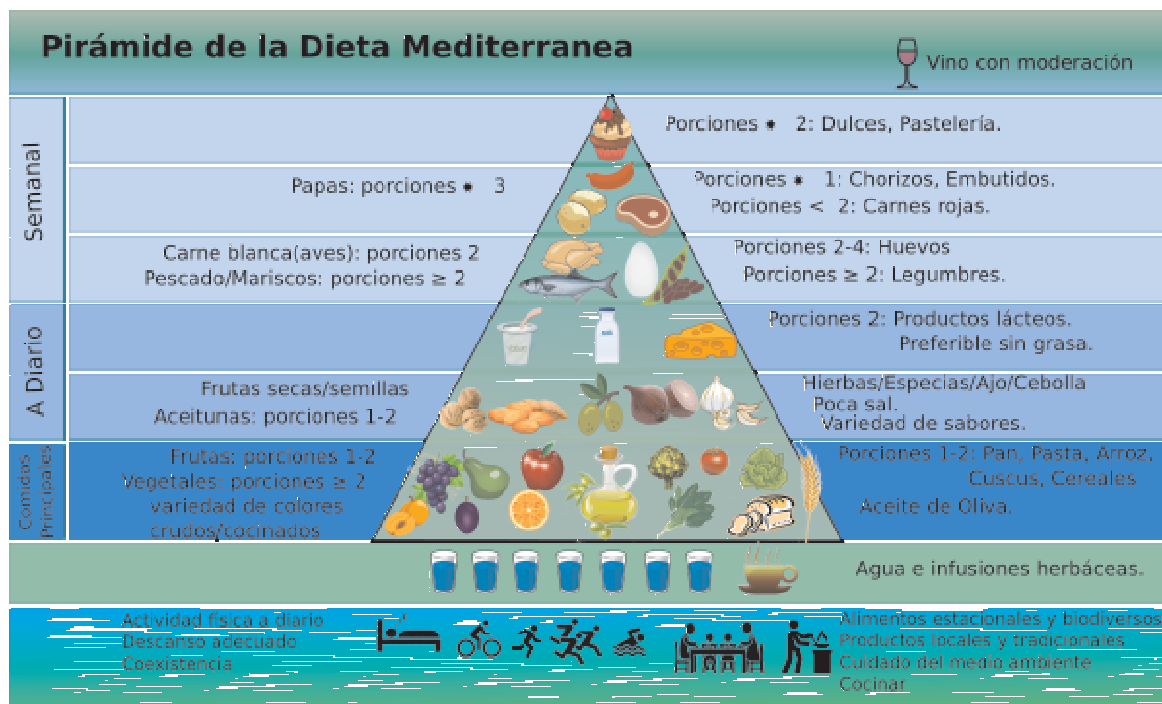 Pirámide de la Dieta Mediterranea
Vino con moderación
Semanal
Porciones • 2: Dulces, Pastelería.
Papas: porciones • 3
Porciones • 1: Chorizos, Embutidos.
Porciones < 2: Carnes rojas.
Carne blanca(aves): porciones 2
Pescado/Mariscos: porciones ≥ 2
Porciones 2-4: Huevos
Porciones ≥ 2: Legumbres.
A Diario
Porciones 2: Productos lácteos.
Preferible sin grasa.
Frutas secas/semillas
Aceitunas: porciones 1-2
Hierbas/Especias/Ajo/Cebolla
Poca sal.
Variedad de sabores.
Comidas
Principales
Frutas: porciones 1-2
Vegetales: porciones ≥ 2
variedad de colores
crudos/cocinados
Porciones 1-2: Pan, Pasta, Arroz,
Cuscus, Cereales
Aceite de Oliva.
Agua e infusiones herbáceas.
Actividad física a diario
Descanso adecuado
Coexistencia
Alimentos estacionales y biodiversos
Productos locales y tradicionales
Cuidado del medio ambiente
Cocinar